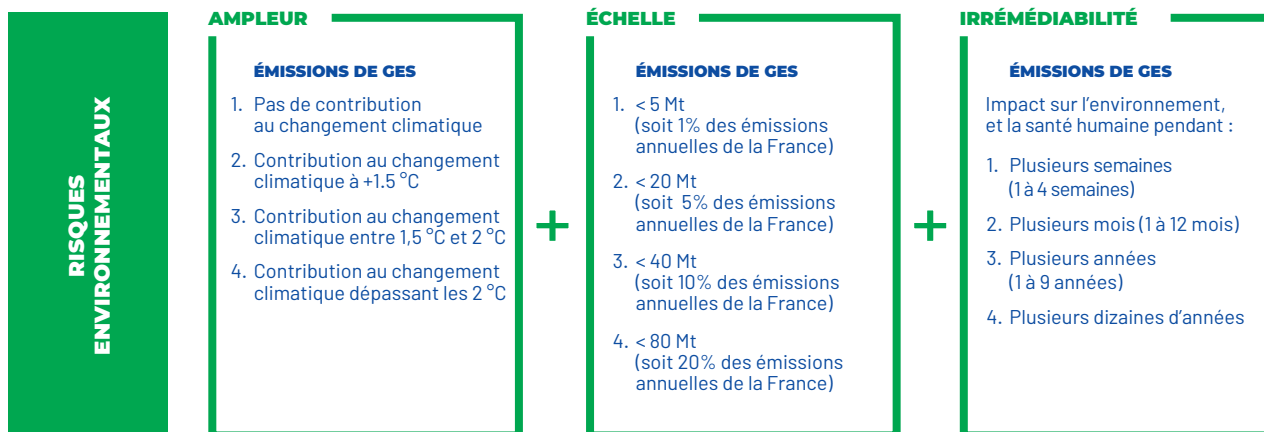 RISQUES
ENVIRONNEMENTAUX
AMPLEUR
ÉMISSIONS DE GES
1. Pas de contribution
au changement climatique
2. Contribution au changement
climatique à +1.5 °C
3. Contribution au changement
climatique entre 1,5 °C et 2 °C
4. Contribution au changement
climatique dépassant les 2 °C
+
ÉCHELLE
ÉMISSIONS DE GES
1. < 5 Mt
(soit 1% des émissions
annuelles de la France)
2. < 20 Mt
(soit 5% des émissions
annuelles de la France)
3. < 40 Mt
(soit 10% des émissions
annuelles de la France)
4. < 80 Mt
(soit 20% des émissions
annuelles de la France)
+
IRRÉMÉDIABILITÉ
ÉMISSIONS DE GES
Impact sur l'environnement,
et la santé humaine pendant :
1. Plusieurs semaines
(1 à 4 semaines)
2. Plusieurs mois (1 à 12 mois)
3. Plusieurs années
(1 à 9 années)
4. Plusieurs dizaines d'années